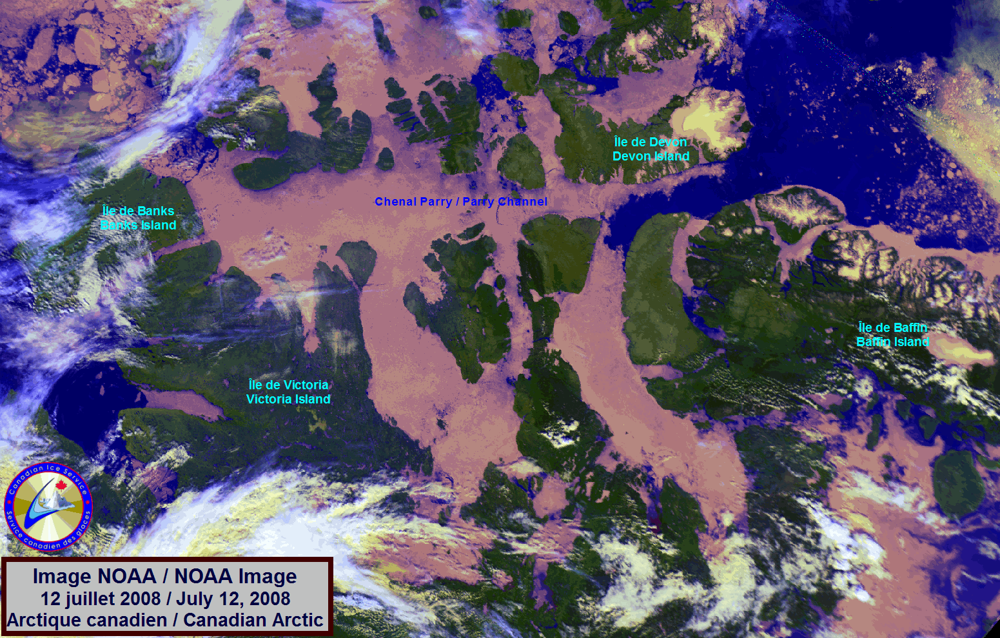 Île de Devon
Devon Island
Chenal Parry / Parry Channel
Île de Banks
Banks Island
Île de Baffin
Baffin Island
Île de Victoria
Victoria Island
Canadian Ice Service
Service canadien des glaces
Image NOAA / NOAA Image
12 juillet 2008 / July 12, 2008
Arctique canadien / Canadian Arctic